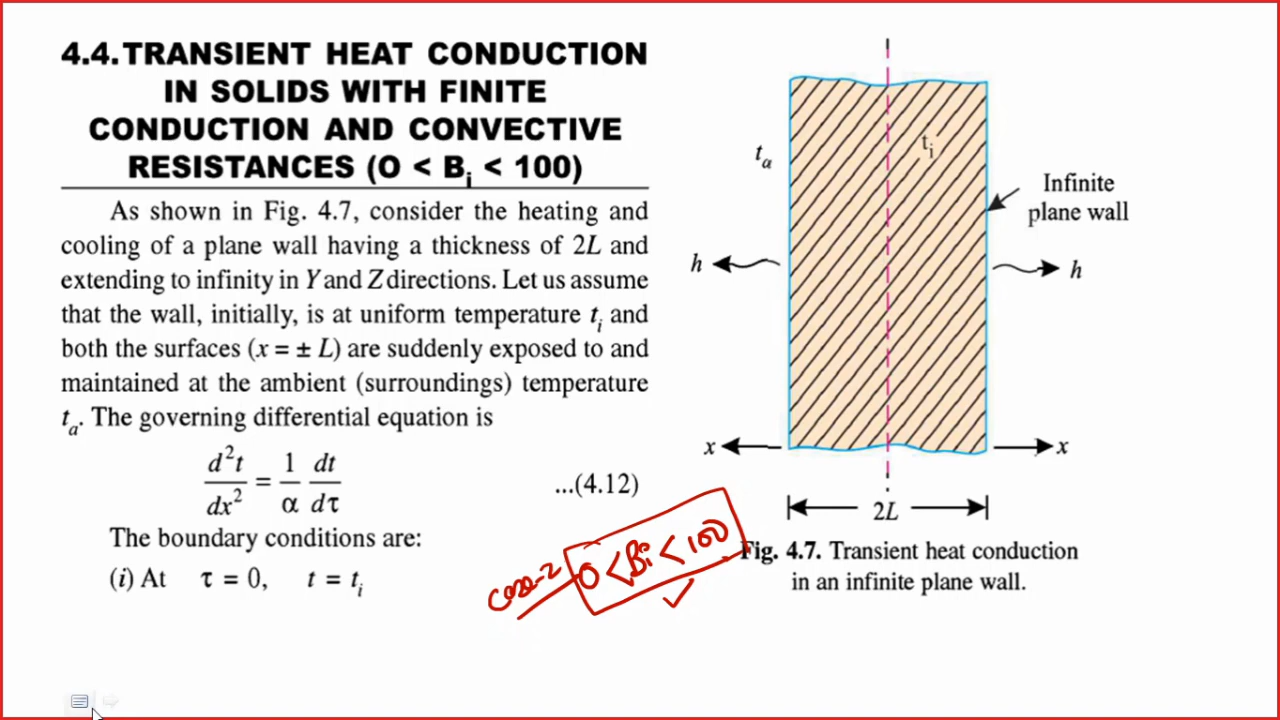 4.4. TRANSIENT HEAT CONDUCTION
IN SOLIDS WITH FINITE
CONDUCTION AND CONVECTIVE
RESISTANCES (O < Bi < 100)
As shown in Fig. 4.7, consider the heating and
cooling of a plane wall having a thickness of 2L and
extending to infinity in Y and Z directions. Let us assume
that the wall, initially, is at uniform temperature ti and
both the surfaces (x = ± L) are suddenly exposed to and
maintained at the ambient (surroundings) temperature
ta. The governing differential equation is
d²t/dx² = 1/α dt/dτ ...(4.12)
The boundary conditions are:
(i) At τ = 0, t = ti
Case-2 0 < Bi < 100
ta
ti
Infinite
plane wall
h
h
x
x
2L
Fig. 4.7. Transient heat conduction
in an infinite plane wall.